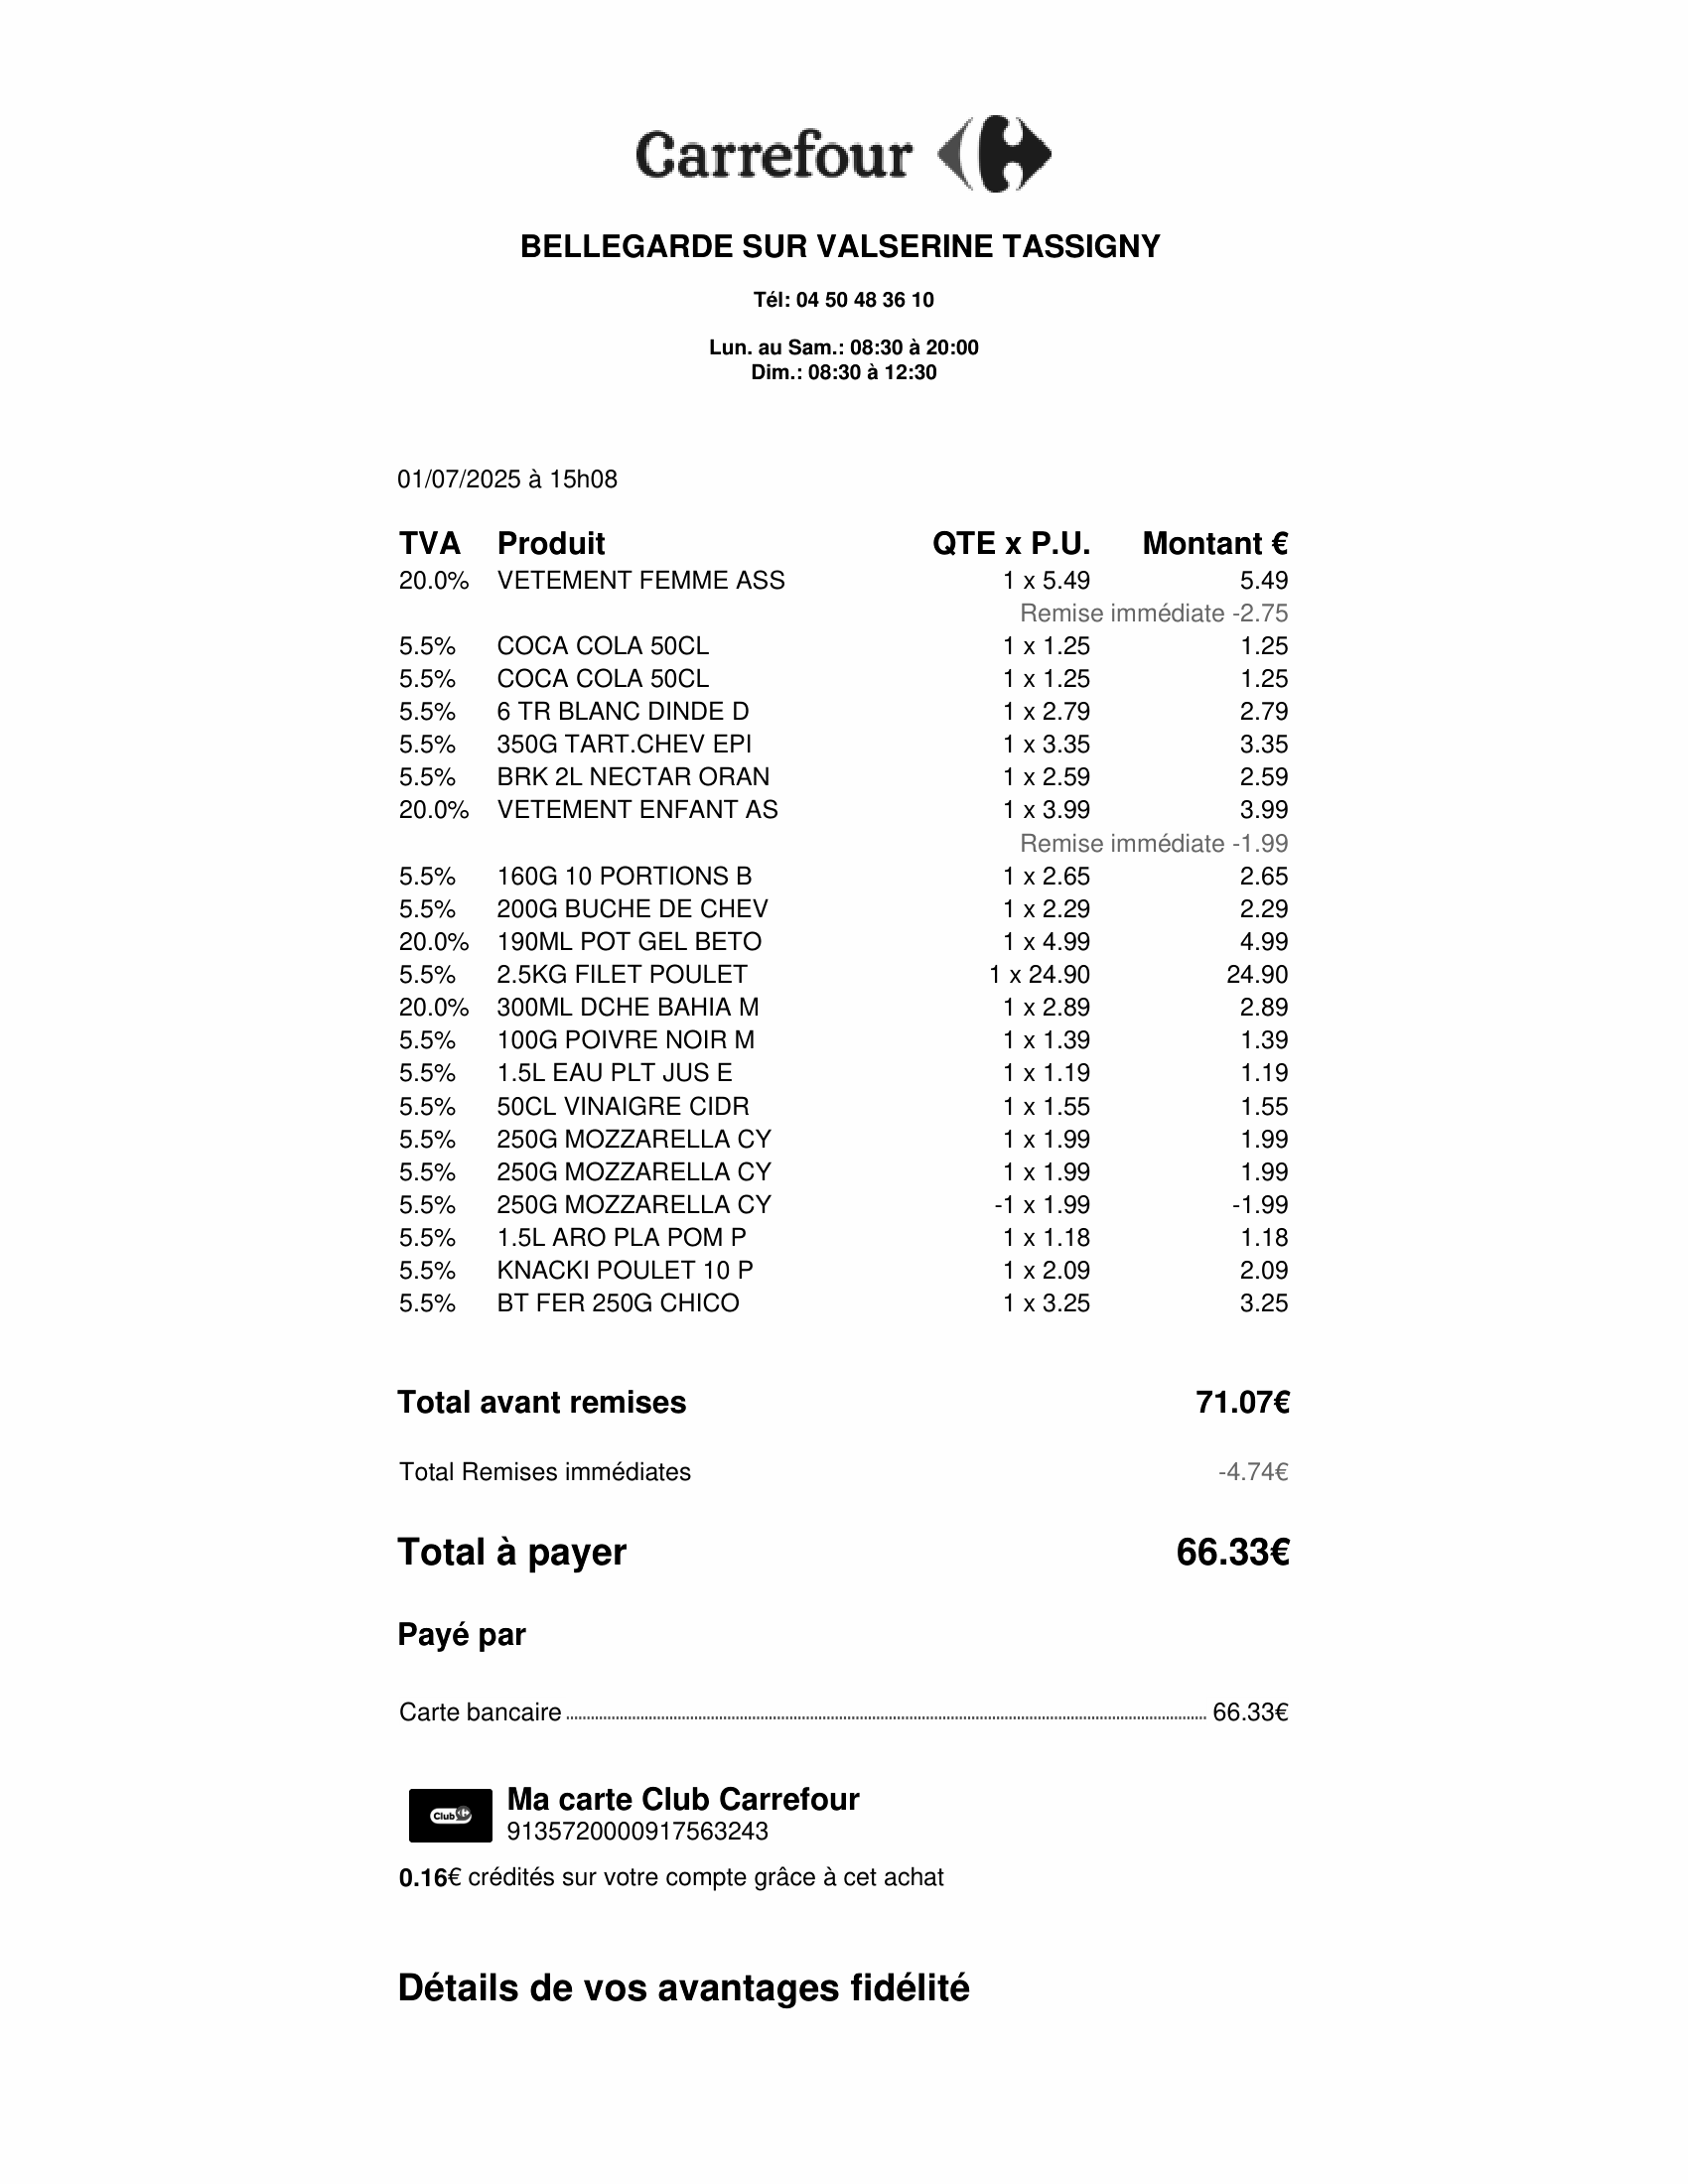 Carrefour
BELLEGARDE SUR VALSERINE TASSIGNY
Tél: 04 50 48 36 10
Lun. au Sam.: 08:30 à 20:00
Dim.: 08:30 à 12:30
01/07/2025 à 15h08
TVA Produit QTE x P.U. Montant €
20.0% VETEMENT FEMME ASS 1 x 5.49 5.49
Remise immédiate -2.75
5.5% COCA COLA 50CL 1 x 1.25 1.25
5.5% COCA COLA 50CL 1 x 1.25 1.25
5.5% 6 TR BLANC DINDE D 1 x 2.79 2.79
5.5% 350G TART.CHEV EPI 1 x 3.35 3.35
5.5% BRK 2L NECTAR ORAN 1 x 2.59 2.59
20.0% VETEMENT ENFANT AS 1 x 3.99 3.99
Remise immédiate -1.99
5.5% 160G 10 PORTIONS B 1 x 2.65 2.65
5.5% 200G BUCHE DE CHEV 1 x 2.29 2.29
20.0% 190ML POT GEL BETO 1 x 4.99 4.99
5.5% 2.5KG FILET POULET 1 x 24.90 24.90
20.0% 300ML DCHE BAHIA M 1 x 2.89 2.89
5.5% 100G POIVRE NOIR M 1 x 1.39 1.39
5.5% 1.5L EAU PLT JUS E 1 x 1.19 1.19
5.5% 50CL VINAIGRE CIDR 1 x 1.55 1.55
5.5% 250G MOZZARELLA CY 1 x 1.99 1.99
5.5% 250G MOZZARELLA CY 1 x 1.99 1.99
5.5% 250G MOZZARELLA CY -1 x 1.99 -1.99
5.5% 1.5L ARO PLA POM P 1 x 1.18 1.18
5.5% KNACKI POULET 10 P 1 x 2.09 2.09
5.5% BT FER 250G CHICO 1 x 3.25 3.25
Total avant remises 71.07€
Total Remises immédiates -4.74€
Total à payer 66.33€
Payé par
Carte bancaire 66.33€
Club
Ma carte Club Carrefour
9135720000917563243
0.16€ crédités sur votre compte grâce à cet achat
Détails de vos avantages fidélité